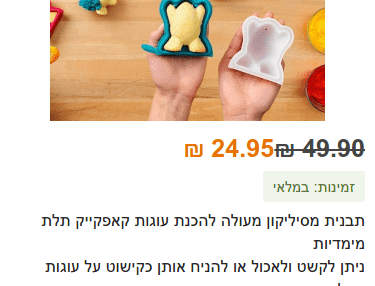 49.90 ₪ 24.95 ₪
זמינות: במלאי
תבנית מסיליקון מעולה להכנת עוגות קאפקייק תלת
מימדיות
ניתן לקשט ולאכול או להניח אותן כקישוט על עוגות